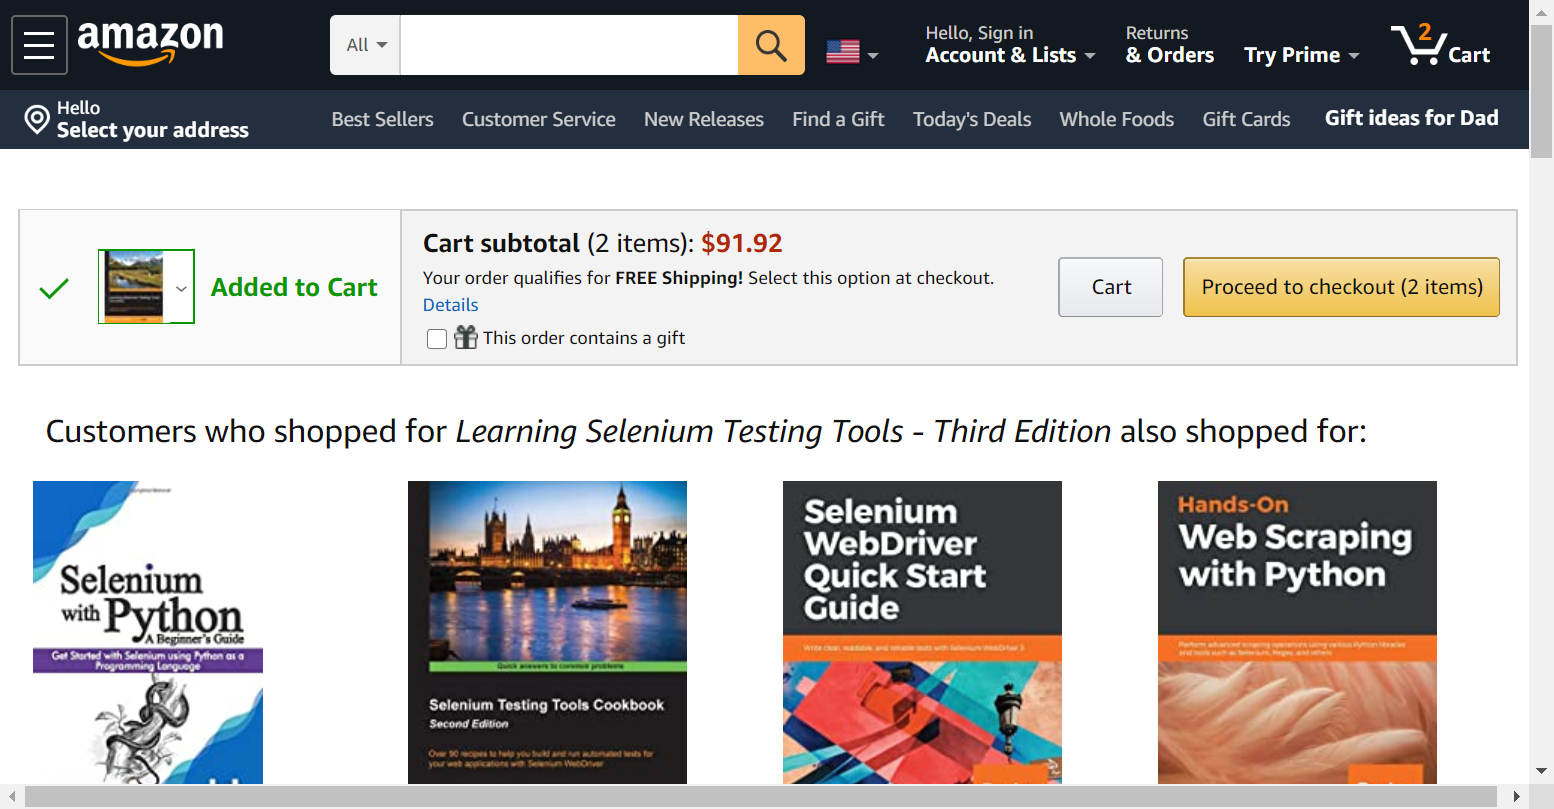 amazon
All
Hello, Sign in
Account & Lists
Returns
& Orders
Try Prime
2
Cart
Hello
Select your address
Best Sellers
Customer Service
New Releases
Find a Gift
Today's Deals
Whole Foods
Gift Cards
Gift ideas for Dad
Added to Cart
Cart subtotal (2 items): $91.92
Your order qualifies for FREE Shipping! Select this option at checkout.
Details
This order contains a gift
Cart
Proceed to checkout (2 items)
Customers who shopped for Learning Selenium Testing Tools - Third Edition also shopped for:
Selenium
with Python
A Beginner's Guide
Get Started with Selenium using Python as a
Programming Language
Quick answers to common problems
Selenium Testing Tools Cookbook
Second Edition
Over 90 recipes to help you build and run automated tests for
your web applications with Selenium WebDriver
Selenium
WebDriver
Quick Start
Guide
Write clear, readable, and reliable tests with Selenium WebDriver 3
Hands-On
Web Scraping
with Python
Perform advanced scraping operations using various Python libraries
and tools such as Selenium, Regex, and others